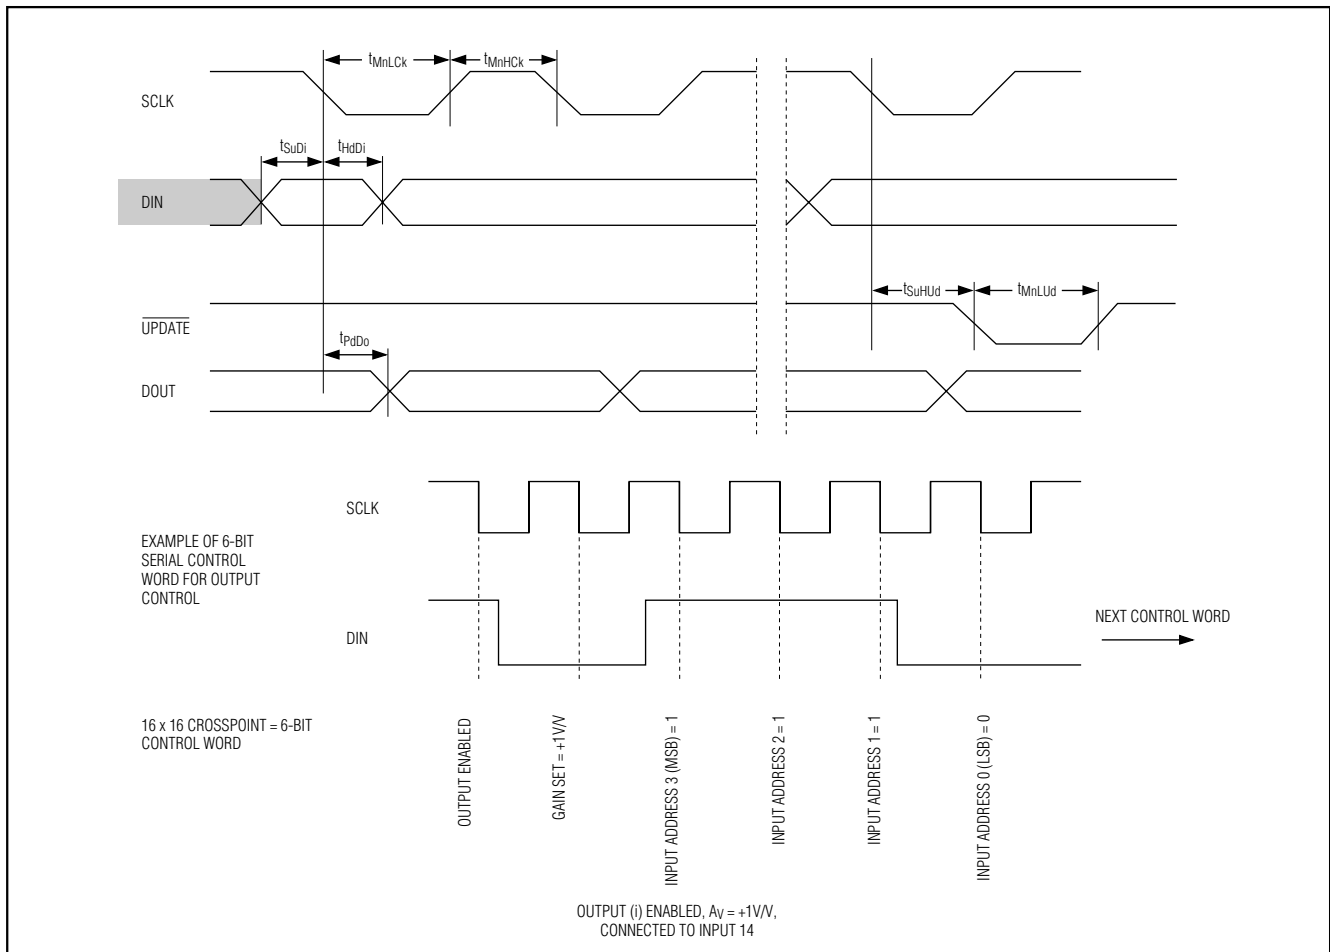 tMnLCk
tMnHCk
SCLK
tSuDi
tHdDi
DIN
tSuHUd
tMnLUd
UPDATE
tPdDo
DOUT
SCLK
EXAMPLE OF 6-BIT
SERIAL CONTROL
WORD FOR OUTPUT
CONTROL
DIN
NEXT CONTROL WORD
16 x 16 CROSSPOINT = 6-BIT
CONTROL WORD
OUTPUT ENABLED
GAIN SET = +1V/V
INPUT ADDRESS 3 (MSB) = 1
INPUT ADDRESS 2 = 1
INPUT ADDRESS 1 = 1
INPUT ADDRESS 0 (LSB) = 0
OUTPUT (i) ENABLED, AV = +1V/V,
CONNECTED TO INPUT 14